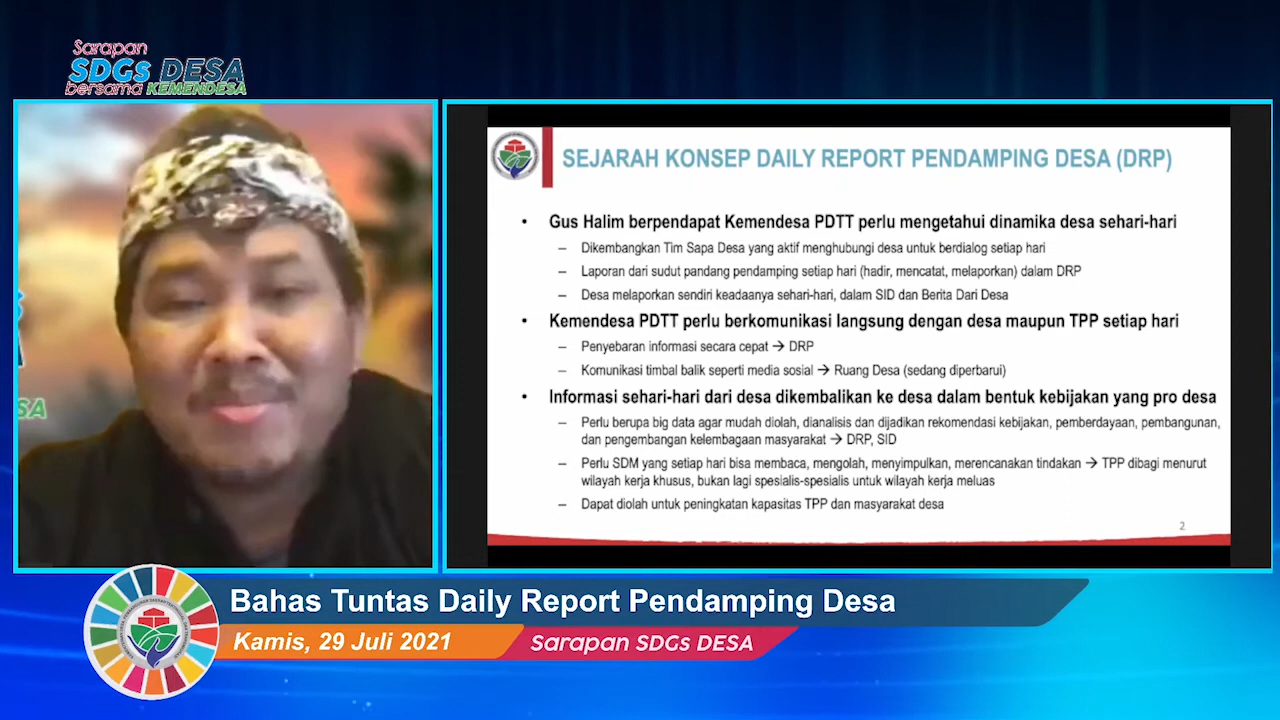 Sarapan
SDGs DESA
bersama KEMENDESA
SEJARAH KONSEP DAILY REPORT PENDAMPING DESA (DRP)
• Gus Halim berpendapat Kemendesa PDTT perlu mengetahui dinamika desa sehari-hari
– Dikembangkan Tim Sapa Desa yang aktif menghubungi desa untuk berdialog setiap hari
– Laporan dari sudut pandang pendamping setiap hari (hadir, mencatat, melaporkan) dalam DRP
– Desa melaporkan sendiri keadaanya sehari-hari, dalam SID dan Berita Dari Desa
• Kemendesa PDTT perlu berkomunikasi langsung dengan desa maupun TPP setiap hari
– Penyebaran informasi secara cepat → DRP
– Komunikasi timbal balik seperti media sosial → Ruang Desa (sedang diperbarui)
• Informasi sehari-hari dari desa dikembalikan ke desa dalam bentuk kebijakan yang pro desa
– Perlu berupa big data agar mudah diolah, dianalisis dan dijadikan rekomendasi kebijakan, pemberdayaan, pembangunan,
dan pengembangan kelembagaan masyarakat → DRP, SID
– Perlu SDM yang setiap hari bisa membaca, mengolah, menyimpulkan, merencanakan tindakan → TPP dibagi menurut
wilayah kerja khusus, bukan lagi spesialis-spesialis untuk wilayah kerja meluas
– Dapat diolah untuk peningkatan kapasitas TPP dan masyarakat desa
2
SA
Bahas Tuntas Daily Report Pendamping Desa
Kamis, 29 Juli 2021
Sarapan SDGs DESA